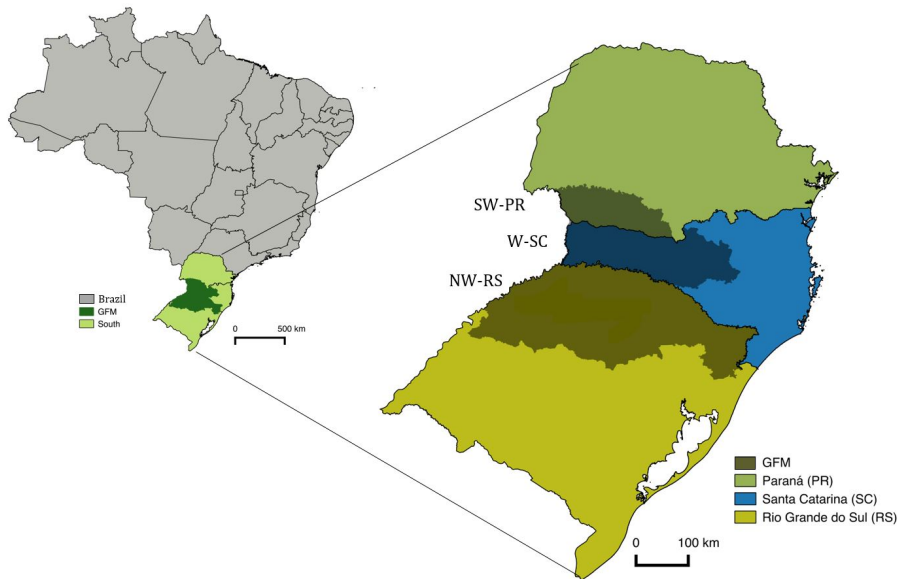 SW-PR
W-SC
NW-RS
Brazil
GFM
South
0 500 km
GFM
Paraná (PR)
Santa Catarina (SC)
Rio Grande do Sul (RS)
0 100 km